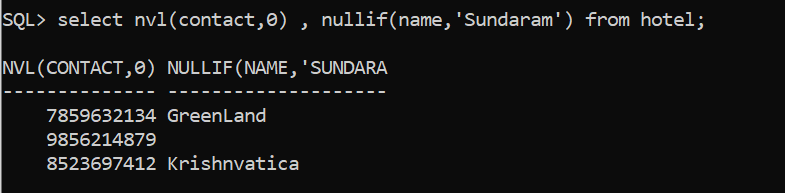 SQL> select nvl(contact,0) , nullif(name,'Sundaram') from hotel;
NVL(CONTACT,0) NULLIF(NAME,'SUNDARA
-------------- --------------------
7859632134 GreenLand
9856214879
8523697412 Krishnvatica